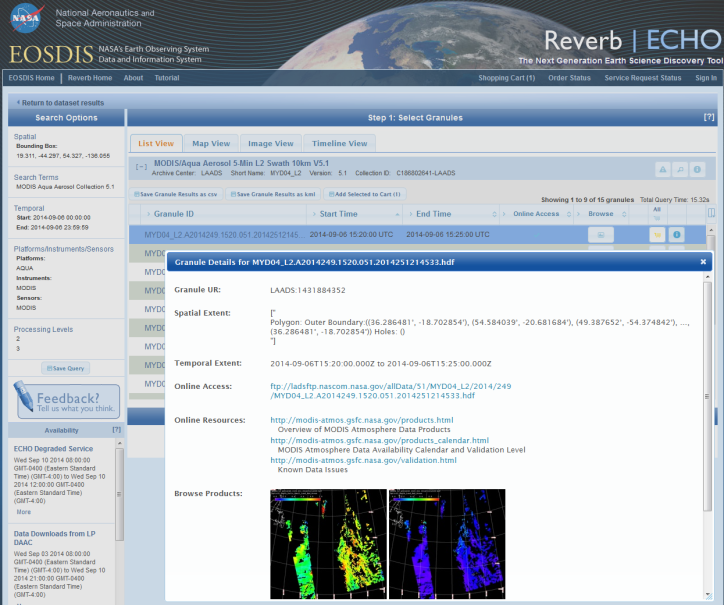 NASA
National Aeronautics and
Space Administration
EOSDIS
NASA's Earth Observing System
Data and Information System
Reverb | ECHO
The Next Generation Earth Science Discovery Tool
EOSDIS Home
Reverb Home
About
Tutorial
Shopping Cart (1)
Order Status
Service Request Status
Sign In
Return to dataset results
Search Options
Spatial
Bounding Box:
19.311, -44.297, 54.327, -136.055
Search Terms
MODIS Aqua Aerosol Collection 5.1
Temporal
Start: 2014-09-06 00:00:00
End: 2014-09-06 23:59:59
Platforms/Instruments/Sensors
Platforms:
AQUA
Instruments:
MODIS
Sensors:
MODIS
Processing Levels
2
3
Save Query
Feedback?
Tell us what you think.
Availability [?]
ECHO Degraded Service
Wed Sep 10 2014 08:00:00
GMT-0400 (Eastern Standard
Time) (GMT-4:00) to Wed Sep 10
2014 12:00:00 GMT-0400
(Eastern Standard Time)
(GMT-4:00)
More
Data Downloads from LP
DAAC
Wed Sep 03 2014 08:00:00
GMT-0400 (Eastern Standard
Time) (GMT-4:00) to Wed Sep 10
2014 21:00:00 GMT-0400
(Eastern Standard Time)
(GMT-4:00)
Step 1: Select Granules [?]
List View
Map View
Image View
Timeline View
[-] MODIS/Aqua Aerosol 5-Min L2 Swath 10km V5.1
Archive Center: LAADS Short Name: MYD04_L2 Version: 5.1 Collection ID: C186802641-LAADS
Save Granule Results as csv
Save Granule Results as kml
Add Selected to Cart (1)
Showing 1 to 9 of 15 granules Total Query Time: 15.32s
Granule ID
Start Time
End Time
Online Access
Browse
All
MYD04_L2.A2014249.1520.051.20142512145... 2014-09-06 15:20:00 UTC 2014-09-06 15:25:00 UTC
MYD0
MYD0
MYD0
MYD0
MYD0
MYD0
MYD0
MYD0
Granule Details for MYD04_L2.A2014249.1520.051.2014251214533.hdf
Granule UR: LAADS:1431884352
Spatial Extent: ["
Polygon: Outer Boundary:((36.286481°, -18.702854°), (54.584039°, -20.681684°), (49.387652°, -54.374842°), ...,
(36.286481°, -18.702854°)) Holes: ()
"]
Temporal Extent: 2014-09-06T15:20:00.000Z to 2014-09-06T15:25:00.000Z
Online Access: ftp://ladsftp.nascom.nasa.gov/allData/51/MYD04_L2/2014/249
/MYD04_L2.A2014249.1520.051.2014251214533.hdf
Online Resources: http://modis-atmos.gsfc.nasa.gov/products.html
Overview of MODIS Atmosphere Data Products
http://modis-atmos.gsfc.nasa.gov/products_calendar.html
MODIS Atmosphere Data Availability Calendar and Validation Level
http://modis-atmos.gsfc.nasa.gov/validation.html
Known Data Issues
Browse Products: